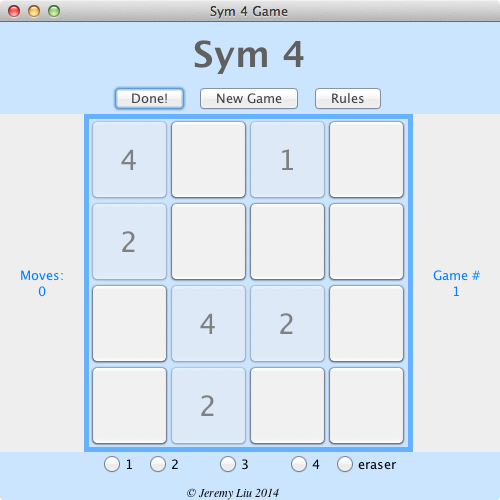 Sym 4 Game
Sym 4
Done! New Game Rules
4 1
2
Moves: Game #
0 1
4 2
2
1 2 3 4 eraser
© Jeremy Liu 2014